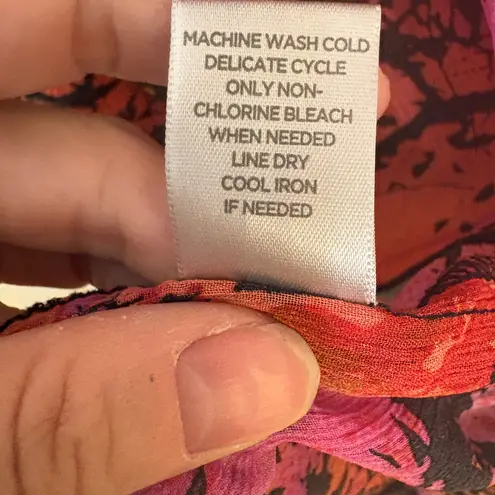 MACHINE WASH COLD
DELICATE CYCLE
ONLY NON-
CHLORINE BLEACH
WHEN NEEDED
LINE DRY
COOL IRON
IF NEEDED